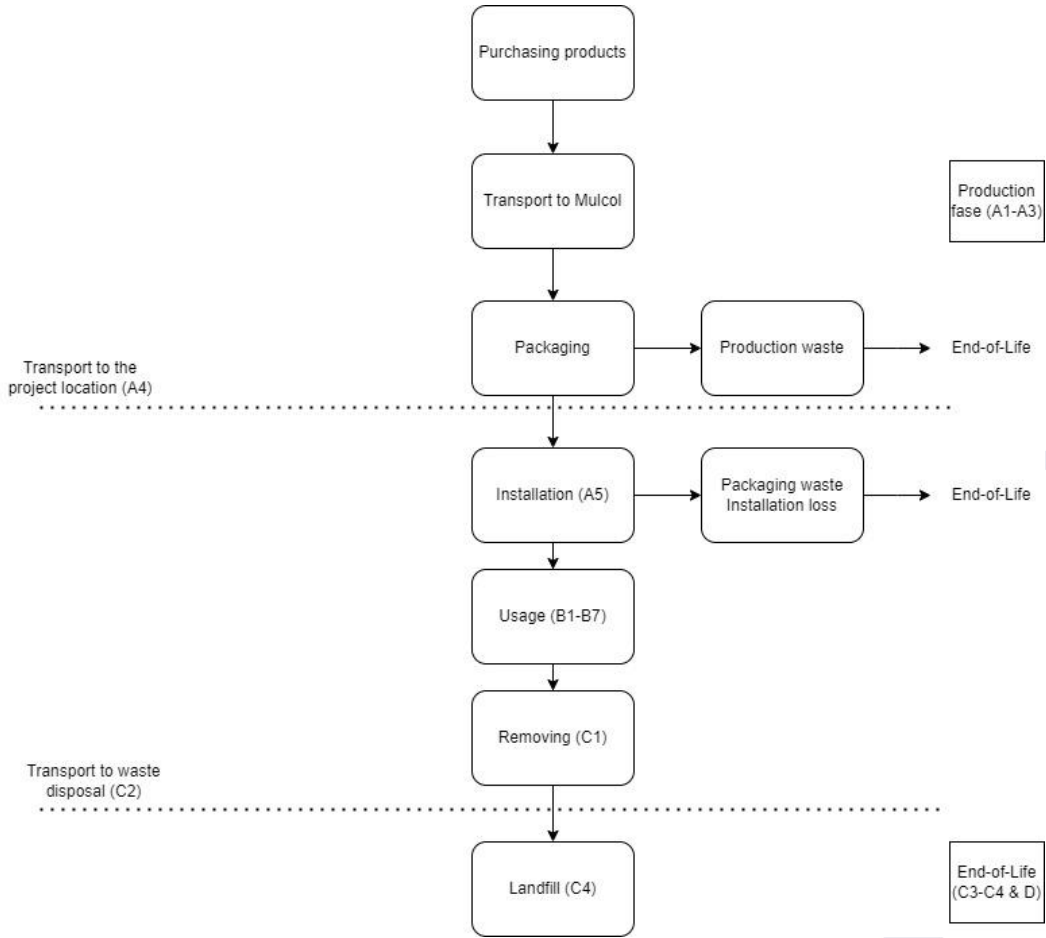 Purchasing products
Transport to Mulcol
Production
fase (A1-A3)
Packaging
Production waste
End-of-Life
Transport to the
project location (A4)
Installation (A5)
Packaging waste
Installation loss
End-of-Life
Usage (B1-B7)
Removing (C1)
Transport to waste
disposal (C2)
Landfill (C4)
End-of-Life
(C3-C4 & D)